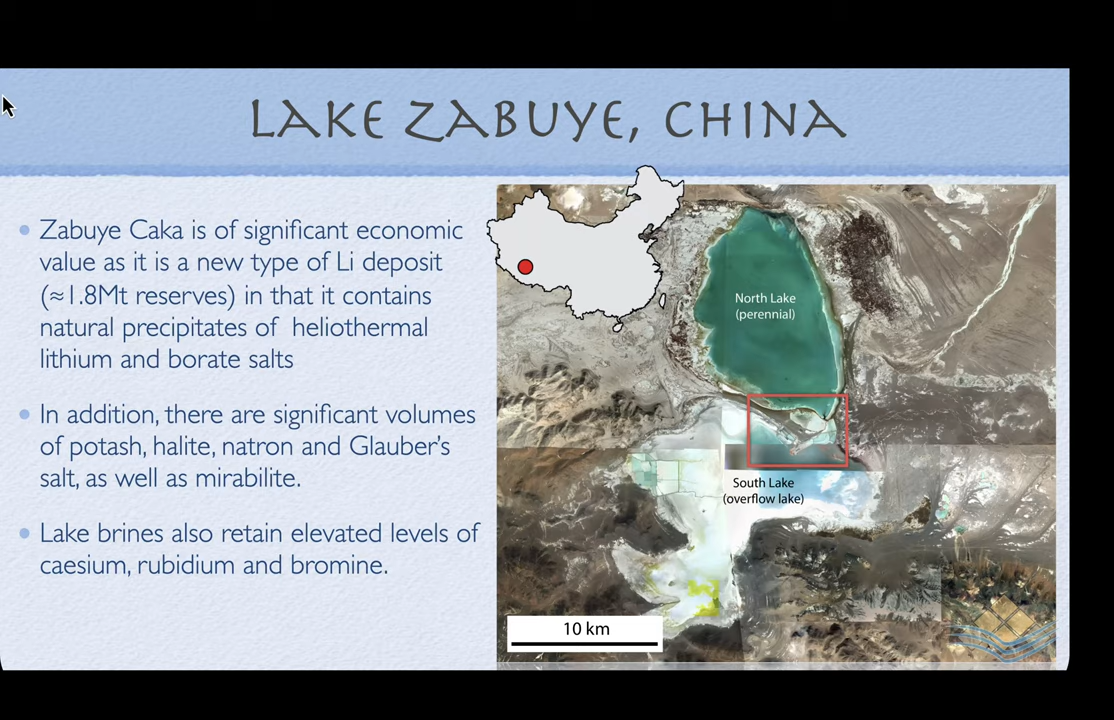 LAKE ZABUYE, CHINA
Zabuye Caka is of significant economic
value as it is a new type of Li deposit
(≈1.8Mt reserves) in that it contains
natural precipitates of heliothermal
lithium and borate salts
In addition, there are significant volumes
of potash, halite, natron and Glauber's
salt, as well as mirabilite.
Lake brines also retain elevated levels of
caesium, rubidium and bromine.
North Lake
(perennial)
South Lake
(overflow lake)
10 km